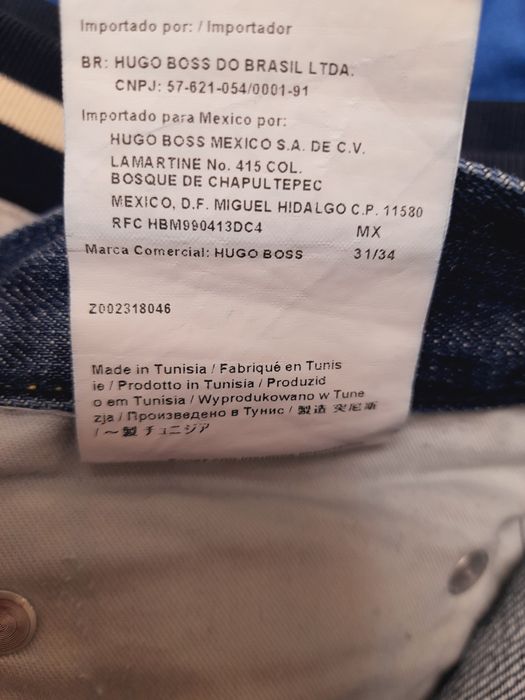 Importado por: / Importador
BR: HUGO BOSS DO BRASIL LTDA.
CNPJ: 57-621-054/0001-91
Importado para Mexico por:
HUGO BOSS MEXICO S.A. DE C.V.
LAMARTINE No. 415 COL.
BOSQUE DE CHAPULTEPEC
MEXICO, D.F. MIGUEL HIDALGO C.P. 11580
RFC HBM990413DC4 MX
Marca Comercial: HUGO BOSS 31/34
Z002318046
Made in Tunisia / Fabriqué en Tunis
ie / Prodotto in Tunisia / Produzid
o em Tunisia / Wyprodukowano w Tune
zja / Произведено в Тунис / 製造 突尼斯
/ ～製 チュニジア